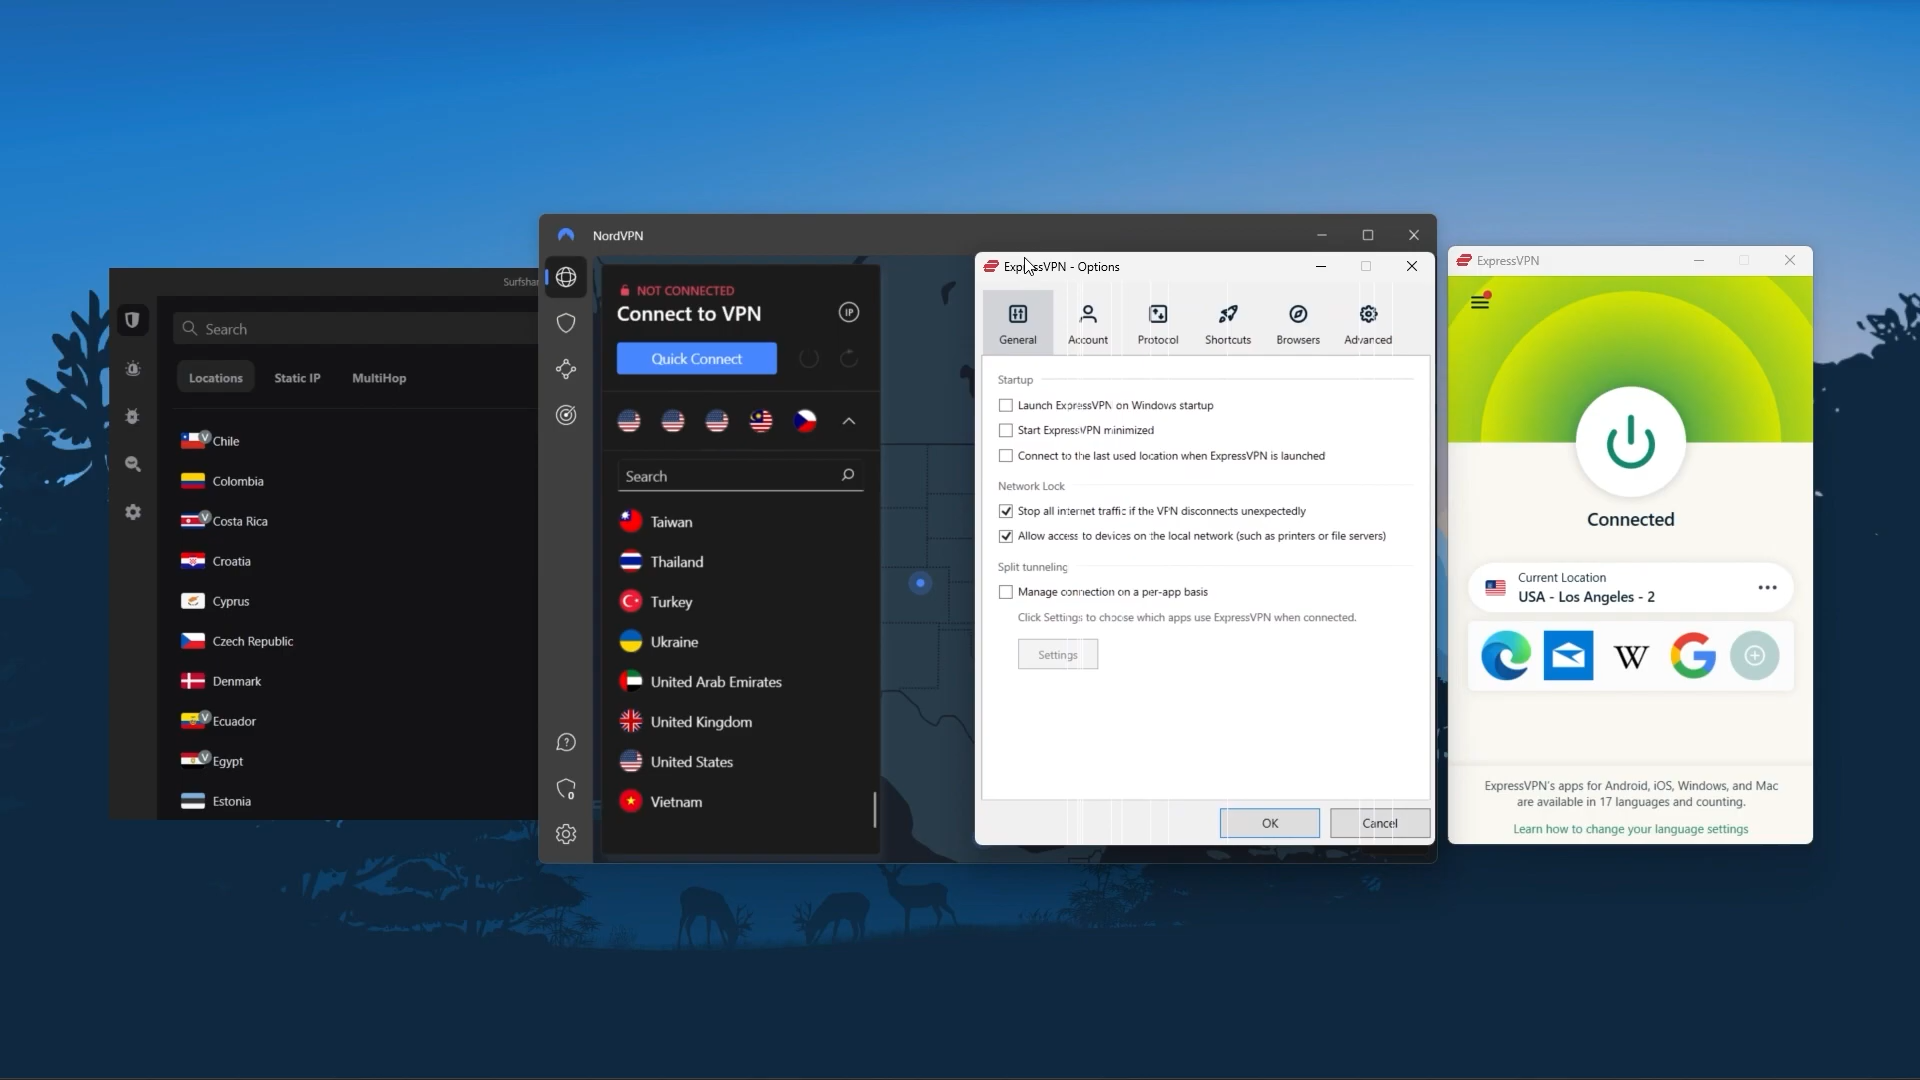 Surfshar
Search
Locations
Static IP
MultiHop
V
Chile
Colombia
V
Costa Rica
Croatia
Cyprus
Czech Republic
Denmark
V
Ecuador
V
Egypt
Estonia
NordVPN
NOT CONNECTED
Connect to VPN
IP
Quick Connect
Search
Taiwan
Thailand
Turkey
Ukraine
United Arab Emirates
United Kingdom
United States
Vietnam
?
0
ExpressVPN - Options
General
Account
Protocol
Shortcuts
Browsers
Advanced
Startup
Launch ExpressVPN on Windows startup
Start ExpressVPN minimized
Connect to the last used location when ExpressVPN is launched
Network Lock
Stop all internet traffic if the VPN disconnects unexpectedly
Allow access to devices on the local network (such as printers or file servers)
Split tunneling
Manage connection on a per-app basis
Click Settings to choose which apps use ExpressVPN when connected.
Settings
OK
Cancel
ExpressVPN
Connected
Current Location
USA - Los Angeles - 2
W
G
ExpressVPN's apps for Android, iOS, Windows, and Mac
are available in 17 languages and counting.
Learn how to change your language settings